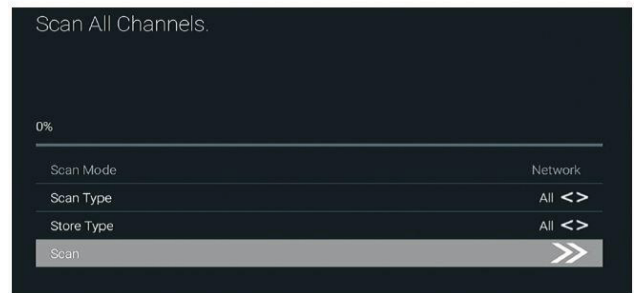 Scan All Channels.
0%
Scan Mode Network
Scan Type All <>
Store Type All <>
Scan